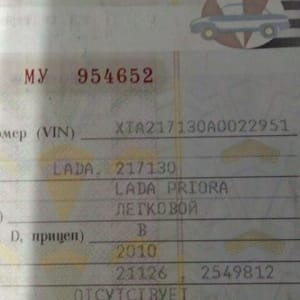 МУ 954652
омер (VIN) XTA217130A0022951
LADA, 217130
LADA PRIORA
ЛЕГКОВОЙ
D, прицеп) B
2010
21126 , 2549812
ОТСУТСТВУЕТ